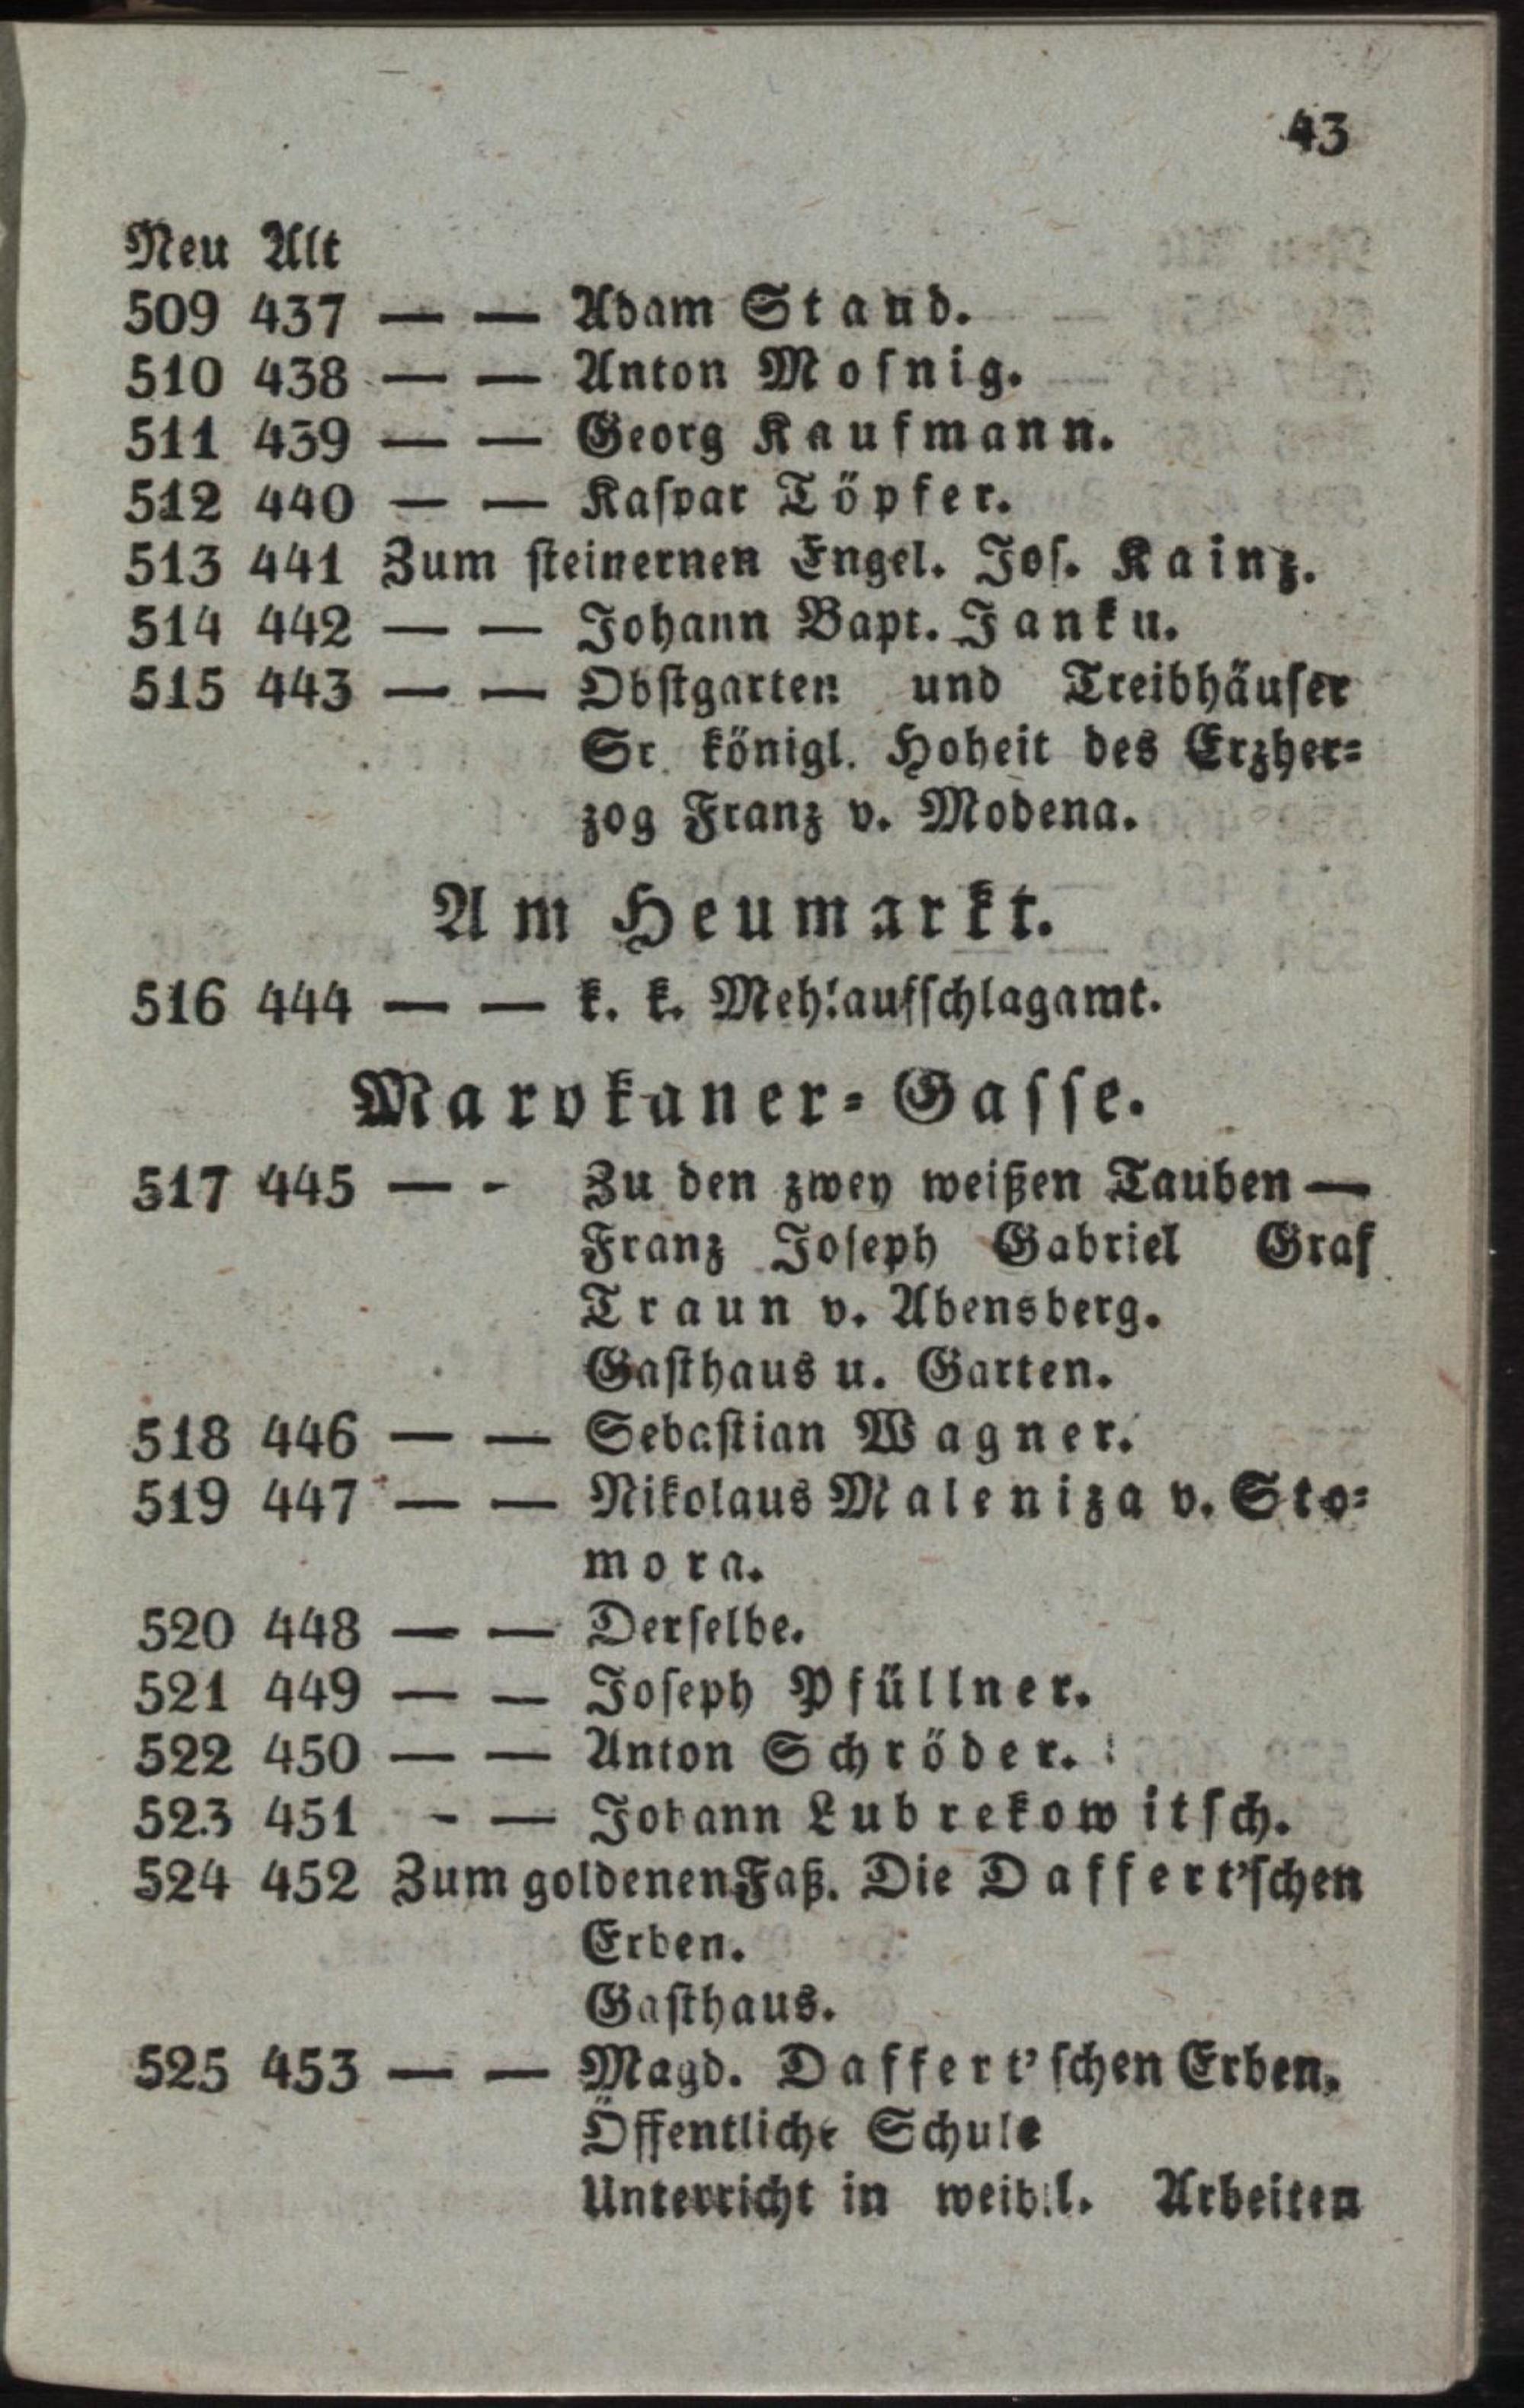 43
Neu Alt
509 437 — — Adam Staud.
510 438 — — Anton Mosnig.
511 439 — — Georg Kaufmann.
512 440 — — Kaspar Töpfer.
513 441 Zum steinernen Engel. Jos. Kainz.
514 442 — — Johann Bapt. Janku.
515 443 — — Obstgarten und Treibhäuser
Sr. königl. Hoheit des Erzher-
zog Franz v. Modena.
Am Heumarkt.
516 444 — — k. k. Mehlaufschlagamt.
Marokaner-Gasse.
517 445 — - Zu den zwey weißen Tauben —
Franz Joseph Gabriel Graf
Traun v. Abensberg.
Gasthaus u. Garten.
518 446 — — Sebastian Wagner.
519 447 — — Nikolaus Maleniza v. Sto-
mora.
520 448 — — Derselbe.
521 449 — — Joseph Pfüllner.
522 450 — — Anton Schröder.
523 451 - — Johann Lubrekowitsch.
524 452 Zum goldenen Faß. Die Daffert'schen
Erben.
Gasthaus.
525 453 — — Magd. Daffert'schen Erben.
Öffentliche Schule
Unterricht in weibl. Arbeiten